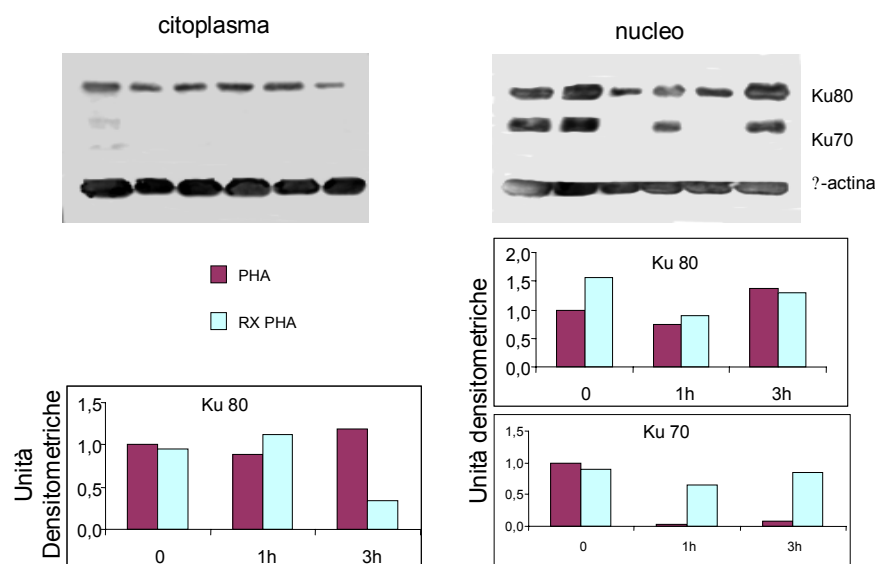 citoplasma
nucleo
Ku80
Ku70
?-actina
PHA
RX PHA
Unità densitometriche
Ku 80
2,0
1,5
1,0
0,5
0,0
0 1h 3h
Unità Densitometriche
Ku 80
1,5
1,0
0,5
0,0
0 1h 3h
Ku 70
1,5
1,0
0,5
0,0
0 1h 3h